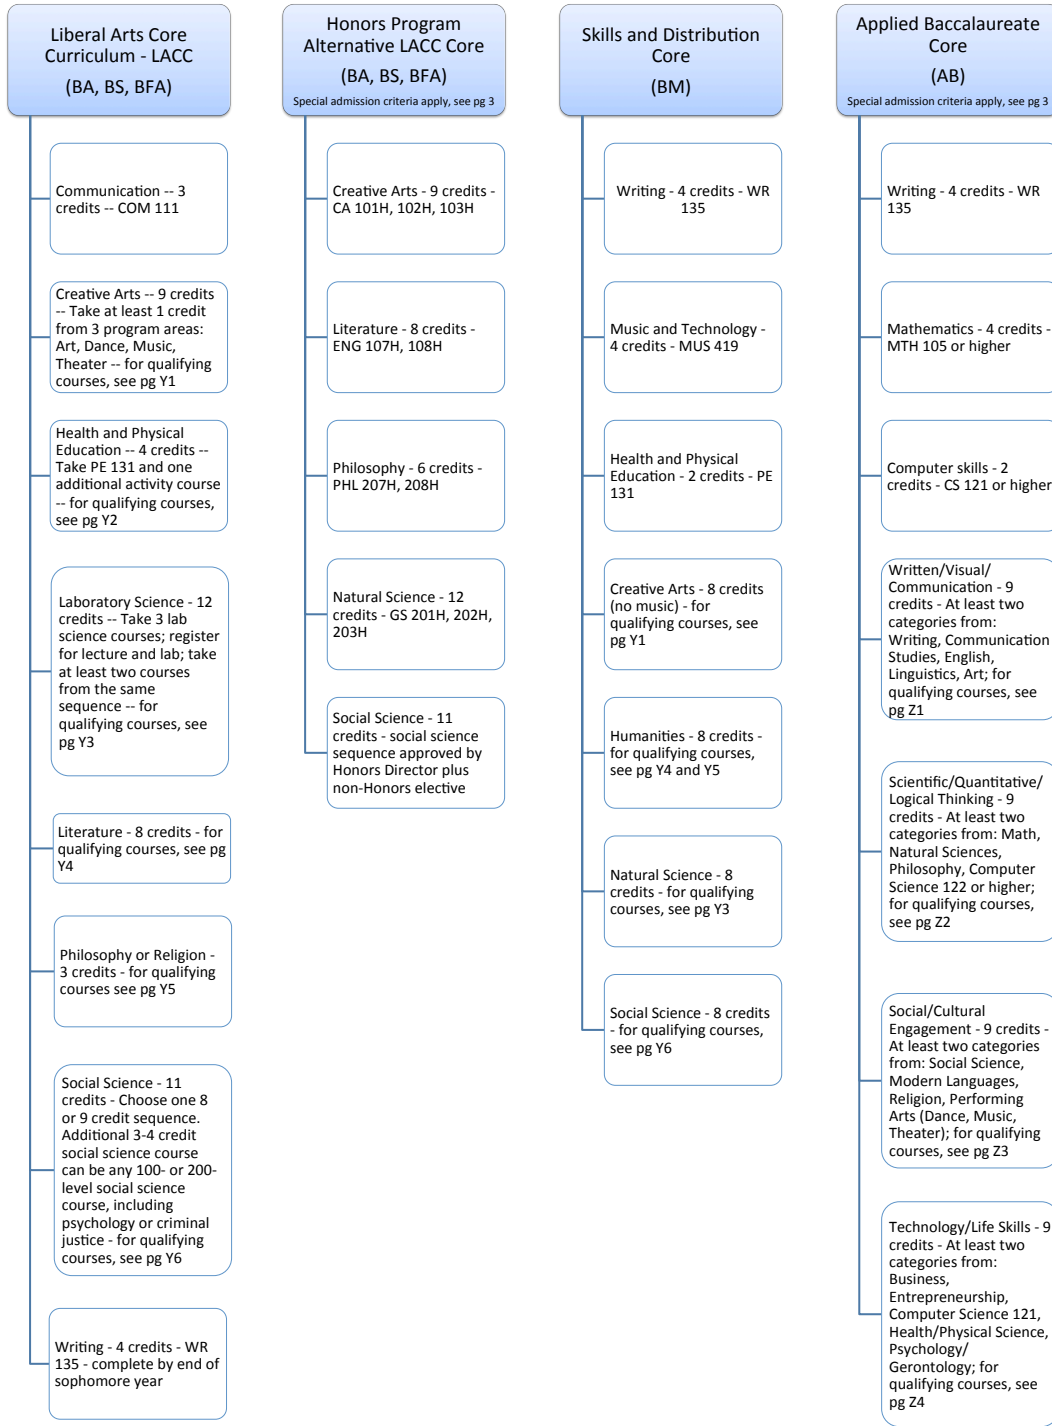 Liberal Arts Core
Curriculum - LACC
(BA, BS, BFA)
Communication -- 3
credits -- COM 111
Creative Arts -- 9 credits
-- Take at least 1 credit
from 3 program areas:
Art, Dance, Music,
Theater -- for qualifying
courses, see pg Y1
Health and Physical
Education -- 4 credits --
Take PE 131 and one
additional activity course
-- for qualifying courses,
see pg Y2
Laboratory Science - 12
credits -- Take 3 lab
science courses; register
for lecture and lab; take
at least two courses
from the same
sequence -- for
qualifying courses, see
pg Y3
Literature - 8 credits - for
qualifying courses, see pg
Y4
Philosophy or Religion -
3 credits - for qualifying
courses see pg Y5
Social Science - 11
credits - Choose one 8
or 9 credit sequence.
Additional 3-4 credit
social science course
can be any 100- or 200-
level social science
course, including
psychology or criminal
justice - for qualifying
courses, see pg Y6
Writing - 4 credits - WR
135 - complete by end of
sophomore year
Honors Program
Alternative LACC Core
(BA, BS, BFA)
Special admission criteria apply, see pg 3
Creative Arts - 9 credits -
CA 101H, 102H, 103H
Literature - 8 credits -
ENG 107H, 108H
Philosophy - 6 credits -
PHL 207H, 208H
Natural Science - 12
credits - GS 201H, 202H,
203H
Social Science - 11
credits - social science
sequence approved by
Honors Director plus
non-Honors elective
Skills and Distribution
Core
(BM)
Writing - 4 credits - WR
135
Music and Technology -
4 credits - MUS 419
Health and Physical
Education - 2 credits - PE
131
Creative Arts - 8 credits
(no music) - for
qualifying courses, see
pg Y1
Humanities - 8 credits -
for qualifying courses,
see pg Y4 and Y5
Natural Science - 8
credits - for qualifying
courses, see pg Y3
Social Science - 8 credits
- for qualifying courses,
see pg Y6
Applied Baccalaureate
Core
(AB)
Special admission criteria apply, see pg 3
Writing - 4 credits - WR
135
Mathematics - 4 credits -
MTH 105 or higher
Computer skills - 2
credits - CS 121 or higher
Written/Visual/
Communication - 9
credits - At least two
categories from:
Writing, Communication
Studies, English,
Linguistics, Art; for
qualifying courses, see
pg Z1
Scientific/Quantitative/
Logical Thinking - 9
credits - At least two
categories from: Math,
Natural Sciences,
Philosophy, Computer
Science 122 or higher;
for qualifying courses,
see pg Z2
Social/Cultural
Engagement - 9 credits -
At least two categories
from: Social Science,
Modern Languages,
Religion, Performing
Arts (Dance, Music,
Theater); for qualifying
courses, see pg Z3
Technology/Life Skills - 9
credits - At least two
categories from:
Business,
Entrepreneurship,
Computer Science 121,
Health/Physical Science,
Psychology/
Gerontology; for
qualifying courses, see
pg Z4